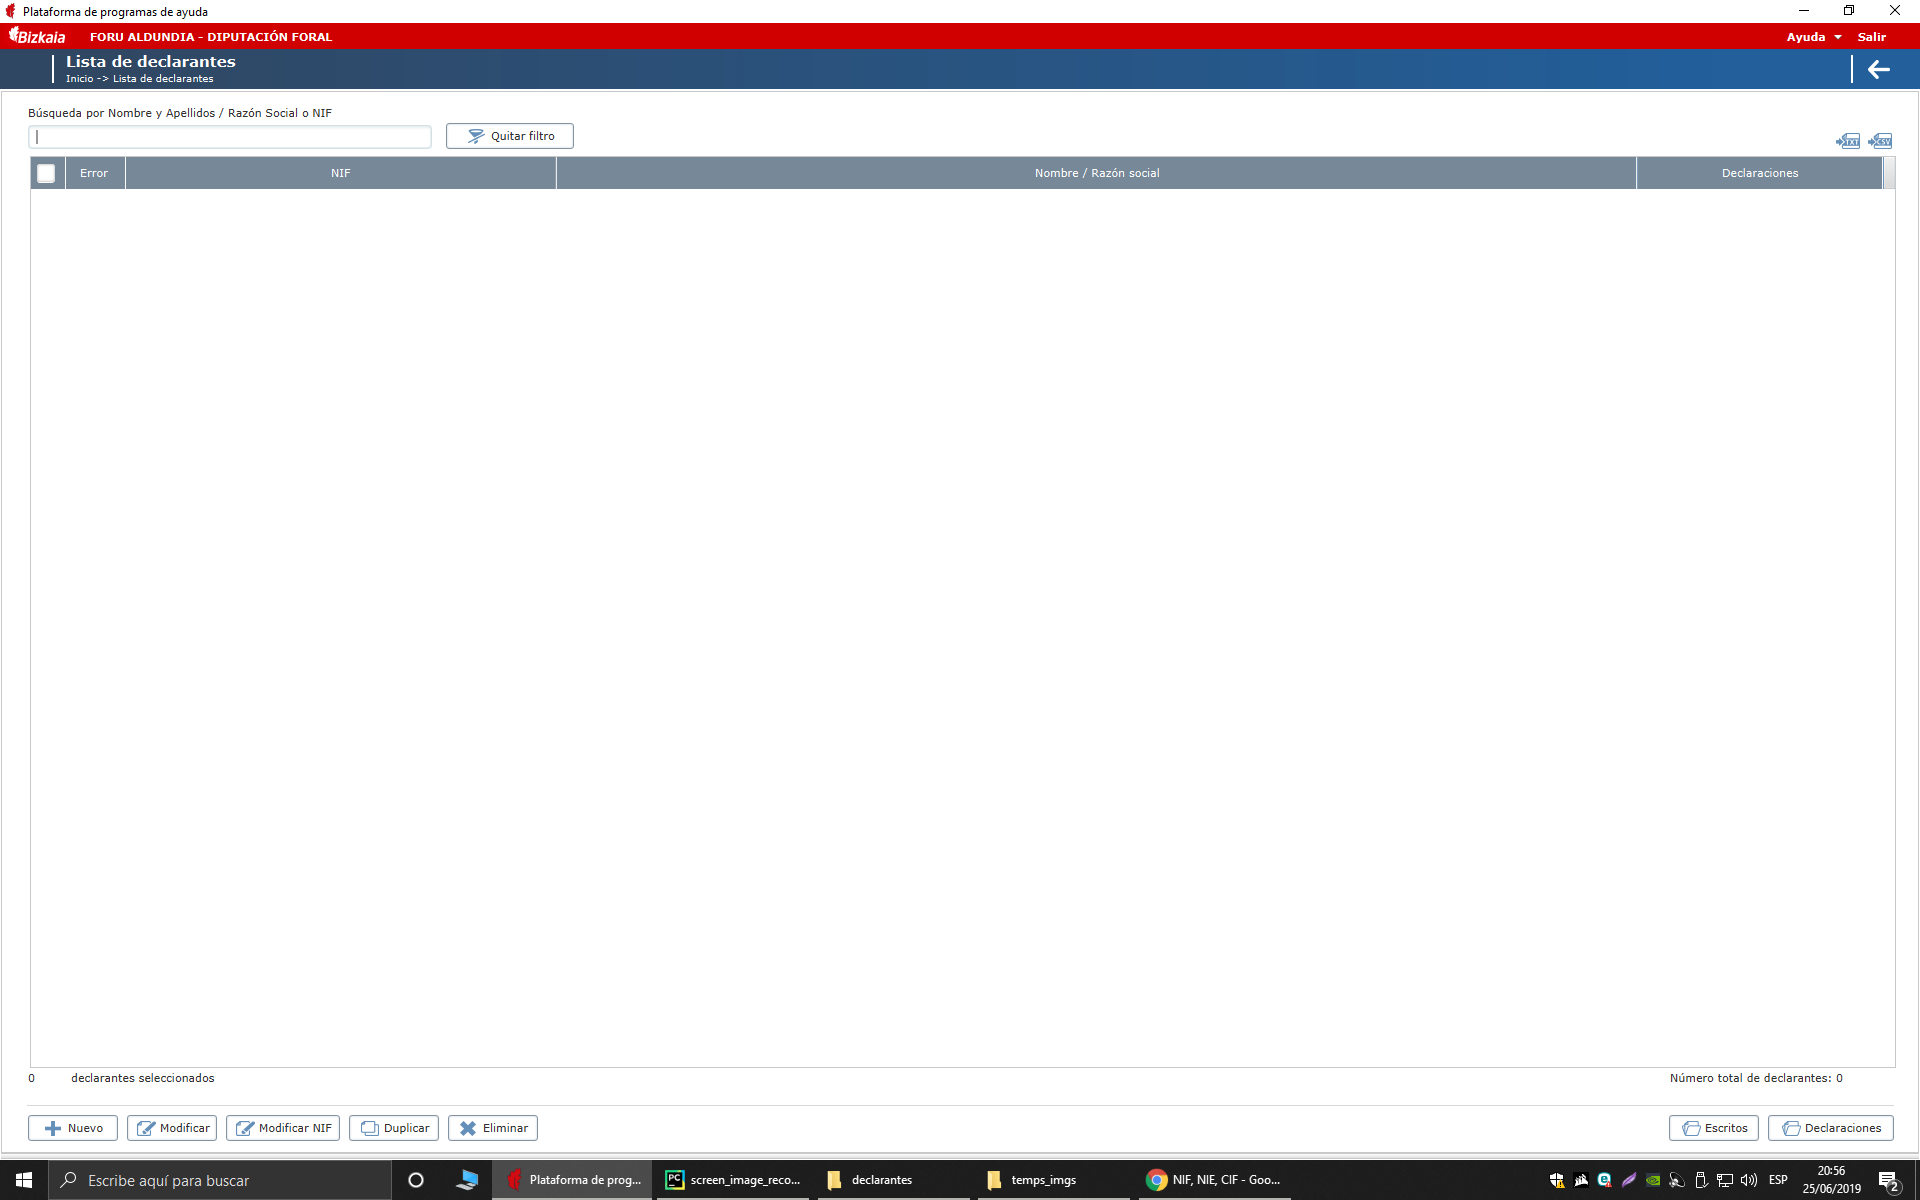 Plataforma de programas de ayuda
Bizkaia FORU ALDUNDIA - DIPUTACIÓN FORAL Ayuda Salir
Lista de declarantes
Inicio -> Lista de declarantes
Búsqueda por Nombre y Apellidos / Razón Social o NIF
Quitar filtro
TXT CSV
Error NIF Nombre / Razón social Declaraciones
0 declarantes seleccionados Número total de declarantes: 0
Nuevo Modificar Modificar NIF Duplicar Eliminar Escritos Declaraciones
Escribe aquí para buscar Plataforma de prog... PC screen_image_reco... declarantes temps_imgs NIF, NIE, CIF - Goo... ESP 20:56
25/06/2019 2